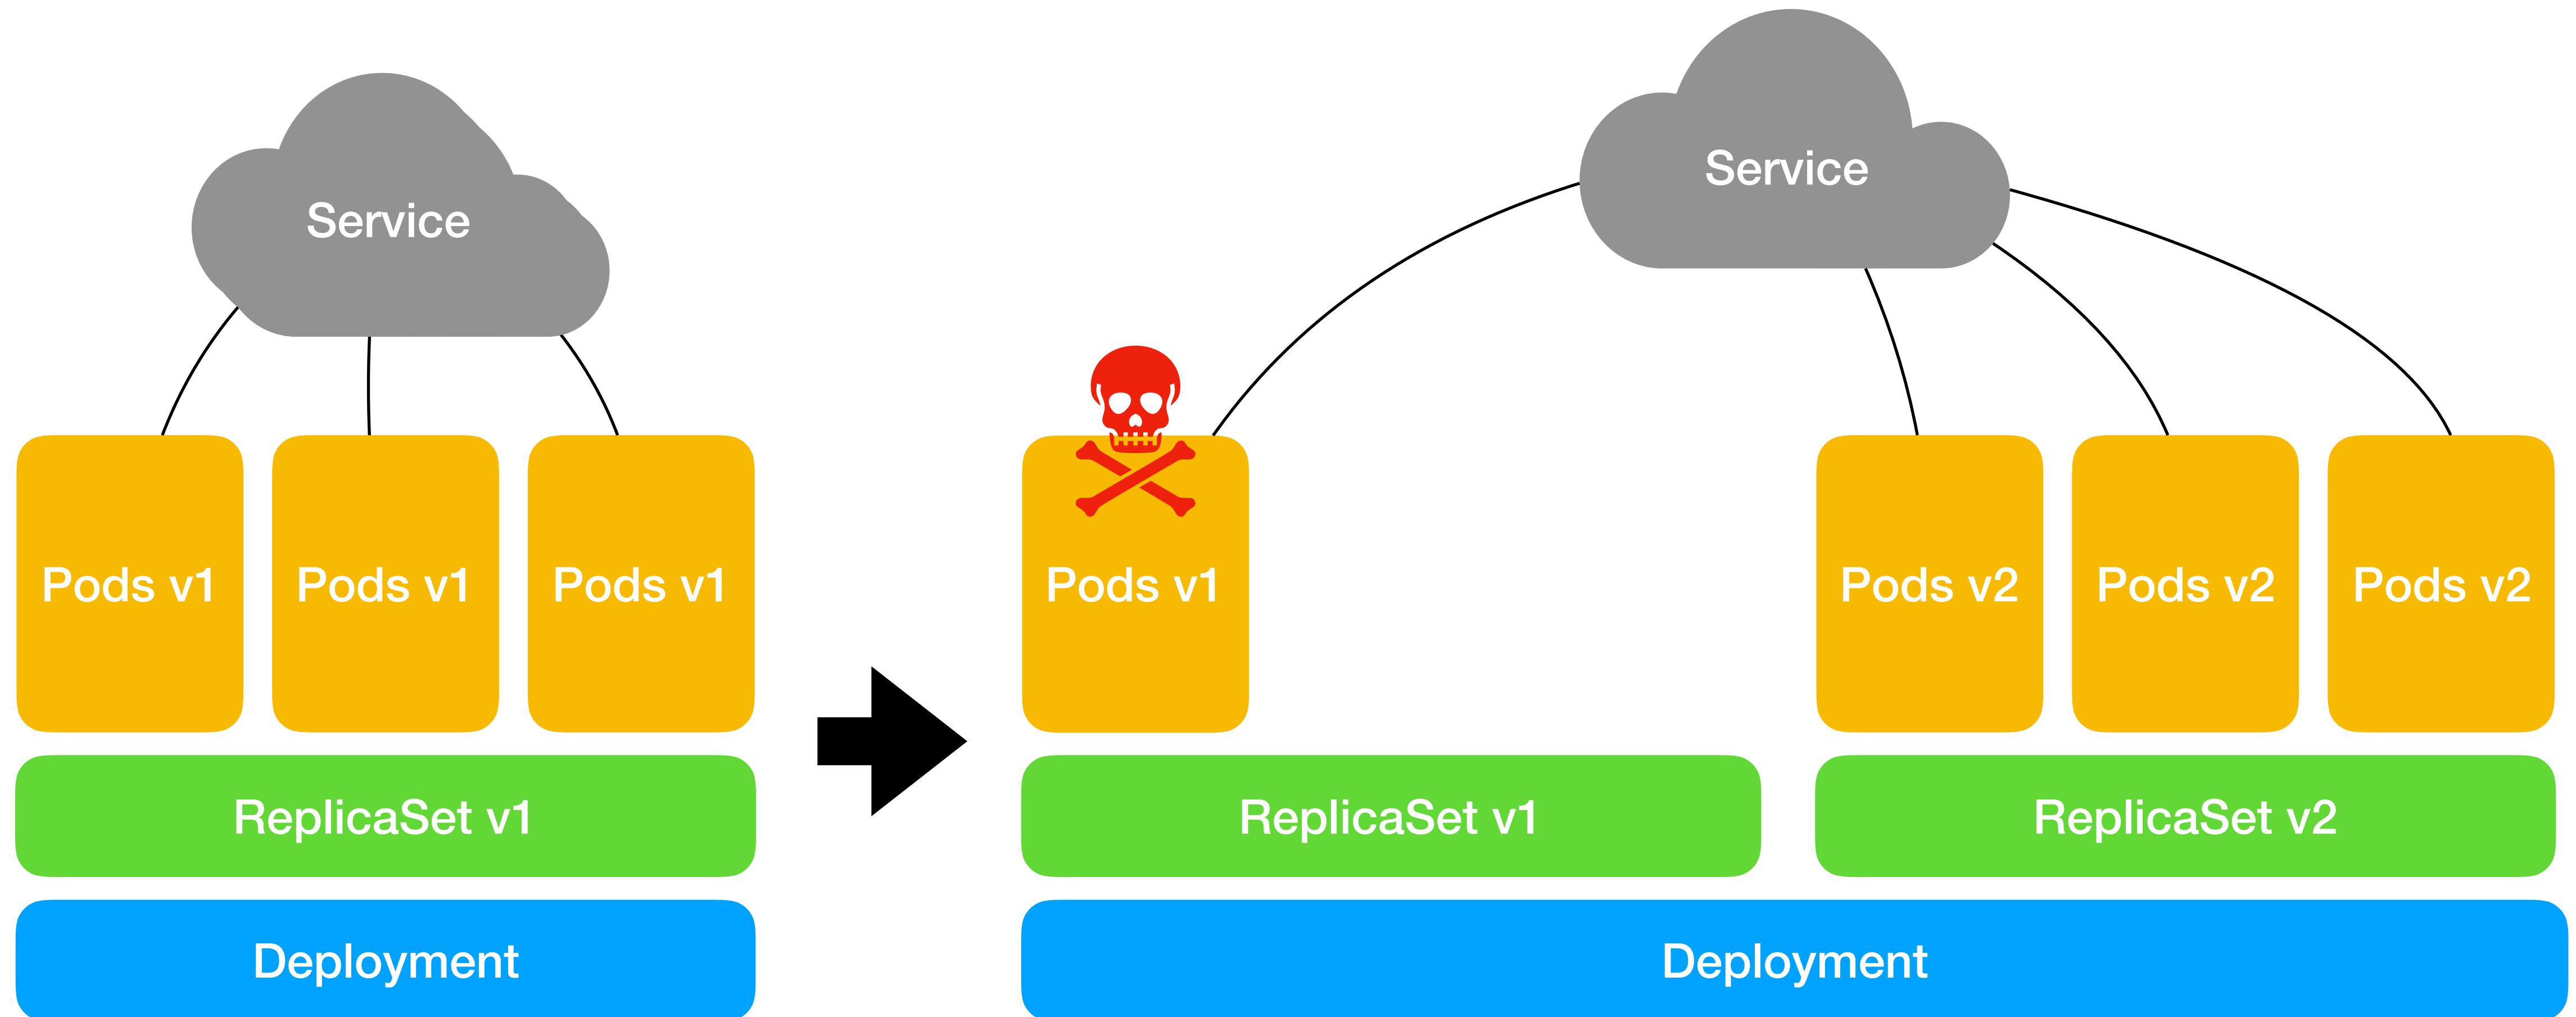 Service
Pods v1
Pods v1
Pods v1
ReplicaSet v1
Deployment
Service
Pods v1
Pods v2
Pods v2
Pods v2
ReplicaSet v1
ReplicaSet v2
Deployment